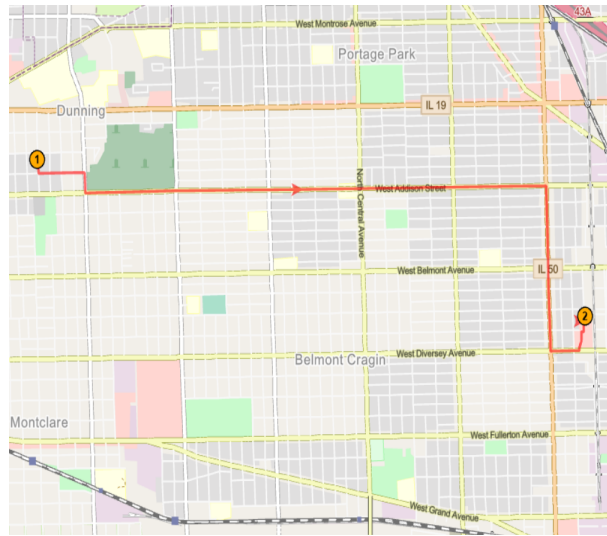 43A
West Montrose Avenue
Portage Park
IL 19
Dunning
1
North Central Avenue
West Addison Street
West Belmont Avenue
IL 50
2
West Diversey Avenue
Belmont Cragin
Montclare
West Fullerton Avenue
West Grand Avenue